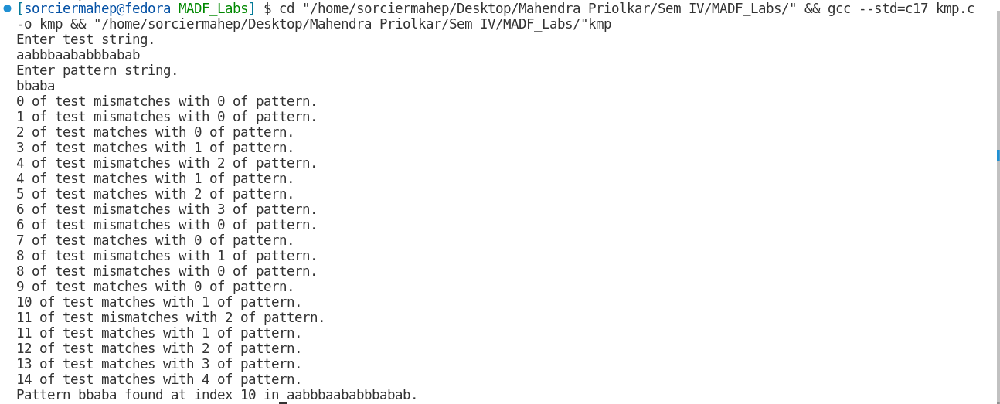 [sorciermahep@fedora MADF_Labs] $ cd "/home/sorciermahep/Desktop/Mahendra Priolkar/Sem IV/MADF_Labs/" && gcc --std=c17 kmp.c
-o kmp && "/home/sorciermahep/Desktop/Mahendra Priolkar/Sem IV/MADF_Labs/"kmp
Enter test string.
aabbbaababbbabab
Enter pattern string.
bbaba
0 of test mismatches with 0 of pattern.
1 of test mismatches with 0 of pattern.
2 of test matches with 0 of pattern.
3 of test matches with 1 of pattern.
4 of test mismatches with 2 of pattern.
4 of test matches with 1 of pattern.
5 of test matches with 2 of pattern.
6 of test mismatches with 3 of pattern.
6 of test mismatches with 0 of pattern.
7 of test matches with 0 of pattern.
8 of test mismatches with 1 of pattern.
8 of test mismatches with 0 of pattern.
9 of test matches with 0 of pattern.
10 of test matches with 1 of pattern.
11 of test mismatches with 2 of pattern.
11 of test matches with 1 of pattern.
12 of test matches with 2 of pattern.
13 of test matches with 3 of pattern.
14 of test matches with 4 of pattern.
Pattern bbaba found at index 10 in aabbbaababbbabab.